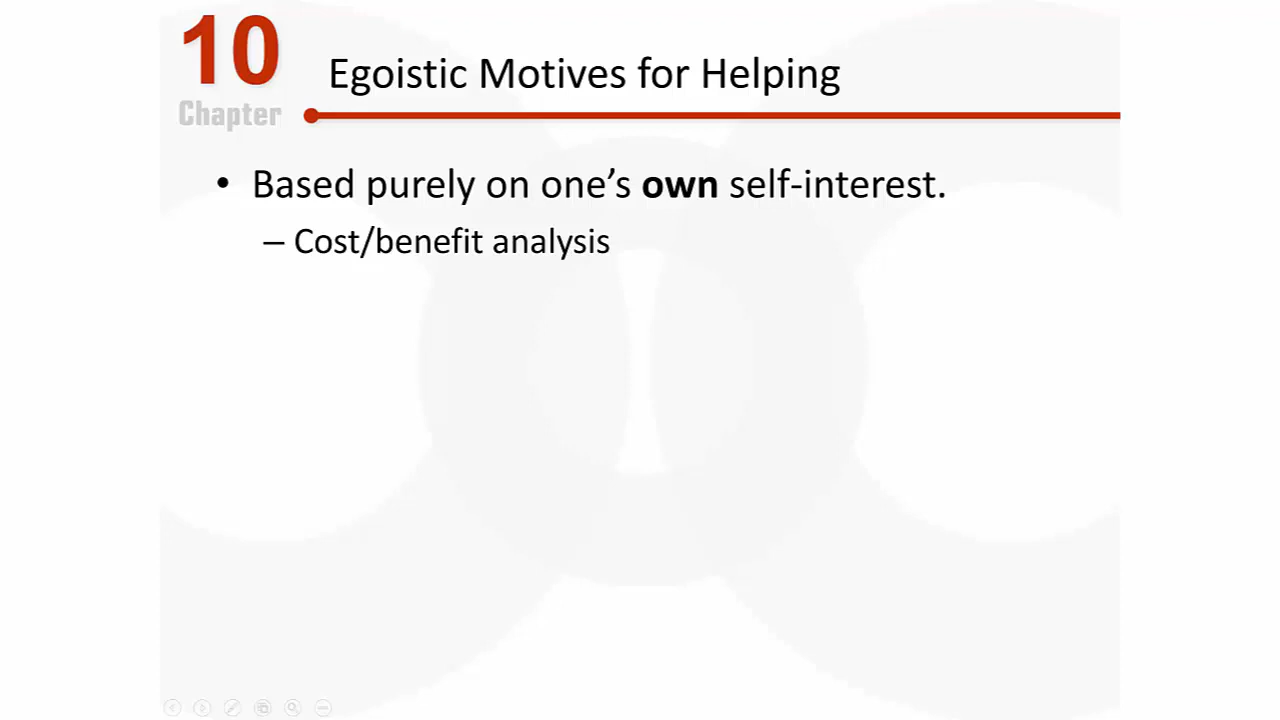 10
Chapter
Egoistic Motives for Helping
• Based purely on one’s own self-interest.
– Cost/benefit analysis